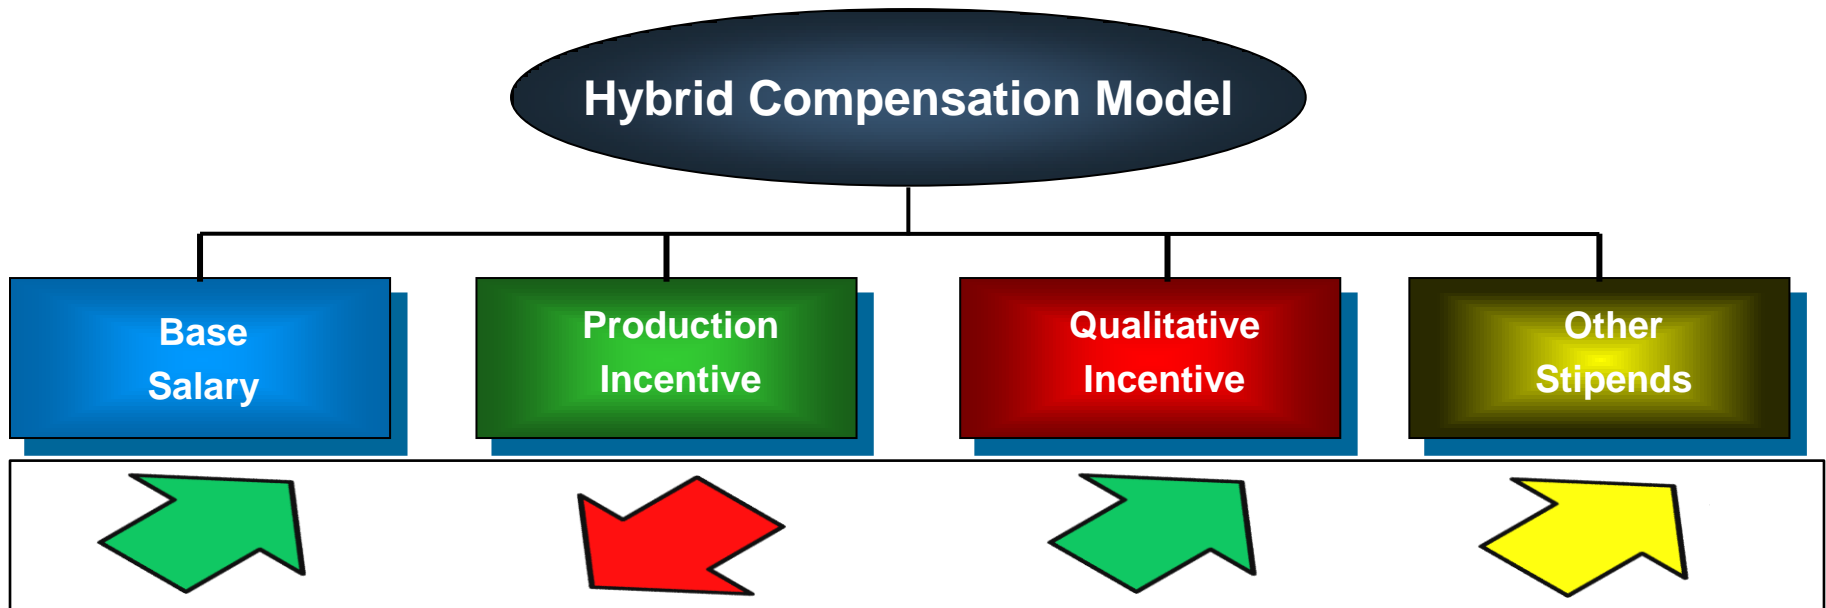 Hybrid Compensation Model
Base
Salary
Production
Incentive
Qualitative
Incentive
Other
Stipends